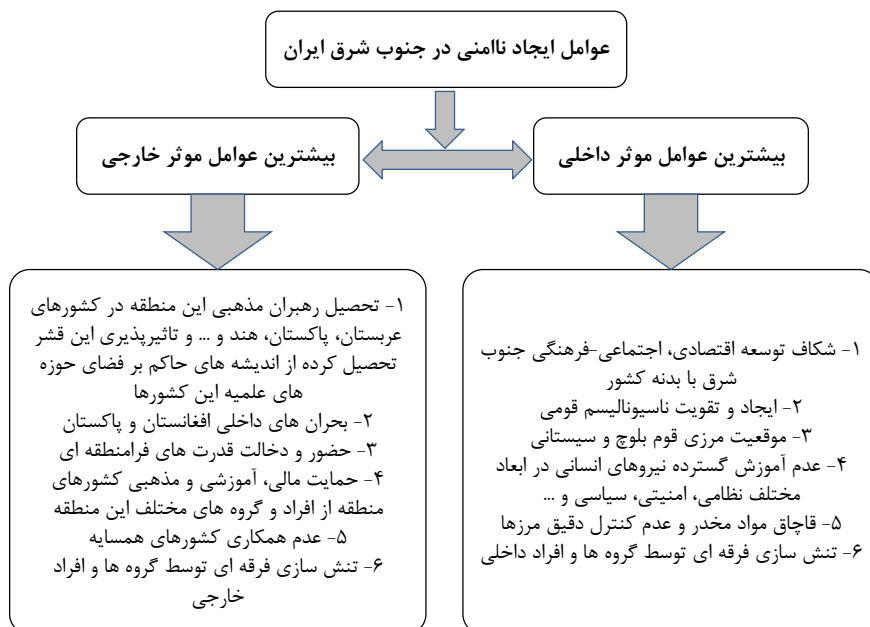 عوامل ایجاد ناامنی در جنوب شرق ایران
بیشترین عوامل موثر داخلی
بیشترین عوامل موثر خارجی
۱- شکاف توسعه اقتصادی، اجتماعی-فرهنگی جنوب
شرق با بدنه کشور
۲- ایجاد و تقویت ناسیونالیسم قومی
۳- موقعیت مرزی قوم بلوچ و سیستانی
۴- عدم آموزش گسترده نیروهای انسانی در ابعاد
مختلف نظامی، امنیتی، سیاسی و ...
۵- قاچاق مواد مخدر و عدم کنترل دقیق مرزها
۶- تنش سازی فرقه ای توسط گروه ها و افراد داخلی
۱- تحصیل رهبران مذهبی این منطقه در کشورهای
عربستان، پاکستان، هند و ... و تاثیرپذیری این قشر
تحصیل کرده از اندیشه های حاکم بر فضای حوزه
های علمیه این کشورها
۲- بحران های داخلی افغانستان و پاکستان
۳- حضور و دخالت قدرت های فرامنطقه ای
۴- حمایت مالی، آموزشی و مذهبی کشورهای
منطقه از افراد و گروه های مختلف این منطقه
۵- عدم همکاری کشورهای همسایه
۶- تنش سازی فرقه ای توسط گروه ها و افراد
خارجی